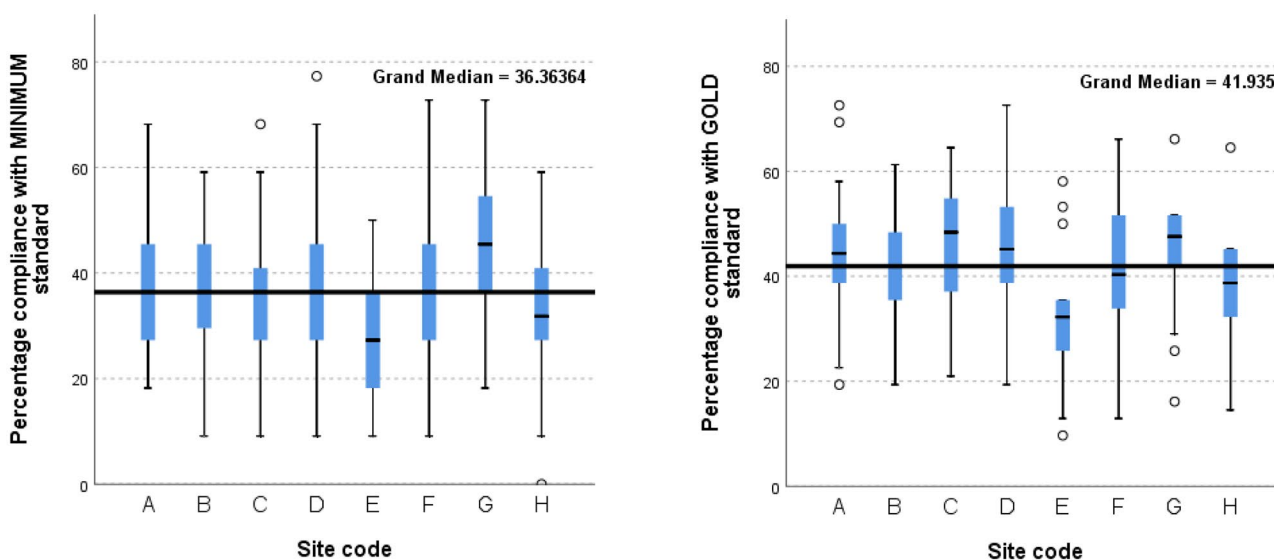 Percentage compliance with MINIMUM
standard
80
60
40
20
0
Grand Median = 36.36364
A B C D E F G H
Site code
Percentage compliance with GOLD
standard
80
60
40
20
0
Grand Median = 41.935
A B C D E F G H
Site code